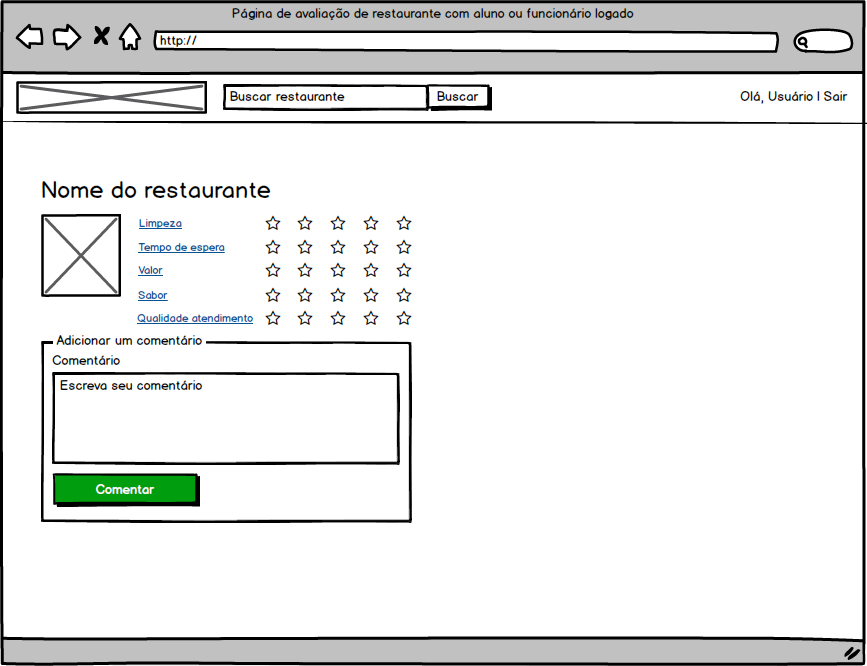 Página de avaliação de restaurante com aluno ou funcionário logado
http://
Buscar restaurante Buscar Olá, Usuário | Sair
Nome do restaurante
Limpeza
Tempo de espera
Valor
Sabor
Qualidade atendimento
Adicionar um comentário
Comentário
Escreva seu comentário
Comentar